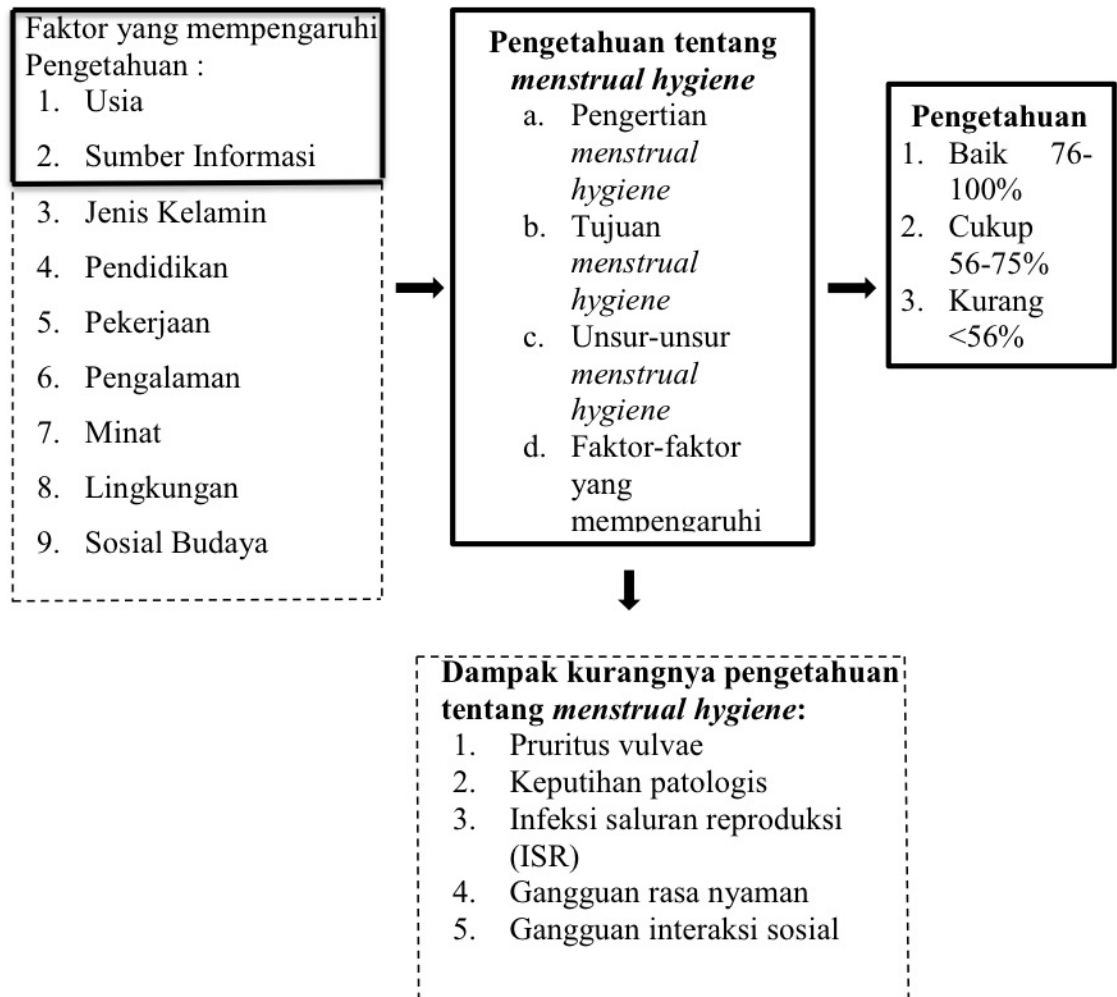 Faktor yang mempengaruhi
Pengetahuan :
1. Usia
2. Sumber Informasi
3. Jenis Kelamin
4. Pendidikan
5. Pekerjaan
6. Pengalaman
7. Minat
8. Lingkungan
9. Sosial Budaya
Pengetahuan tentang
menstrual hygiene
a. Pengertian
menstrual
hygiene
b. Tujuan
menstrual
hygiene
c. Unsur-unsur
menstrual
hygiene
d. Faktor-faktor
yang
mempengaruhi
Pengetahuan
1. Baik 76-
100%
2. Cukup
56-75%
3. Kurang
<56%
Dampak kurangnya pengetahuan
tentang menstrual hygiene:
1. Pruritus vulvae
2. Keputihan patologis
3. Infeksi saluran reproduksi
(ISR)
4. Gangguan rasa nyaman
5. Gangguan interaksi sosial